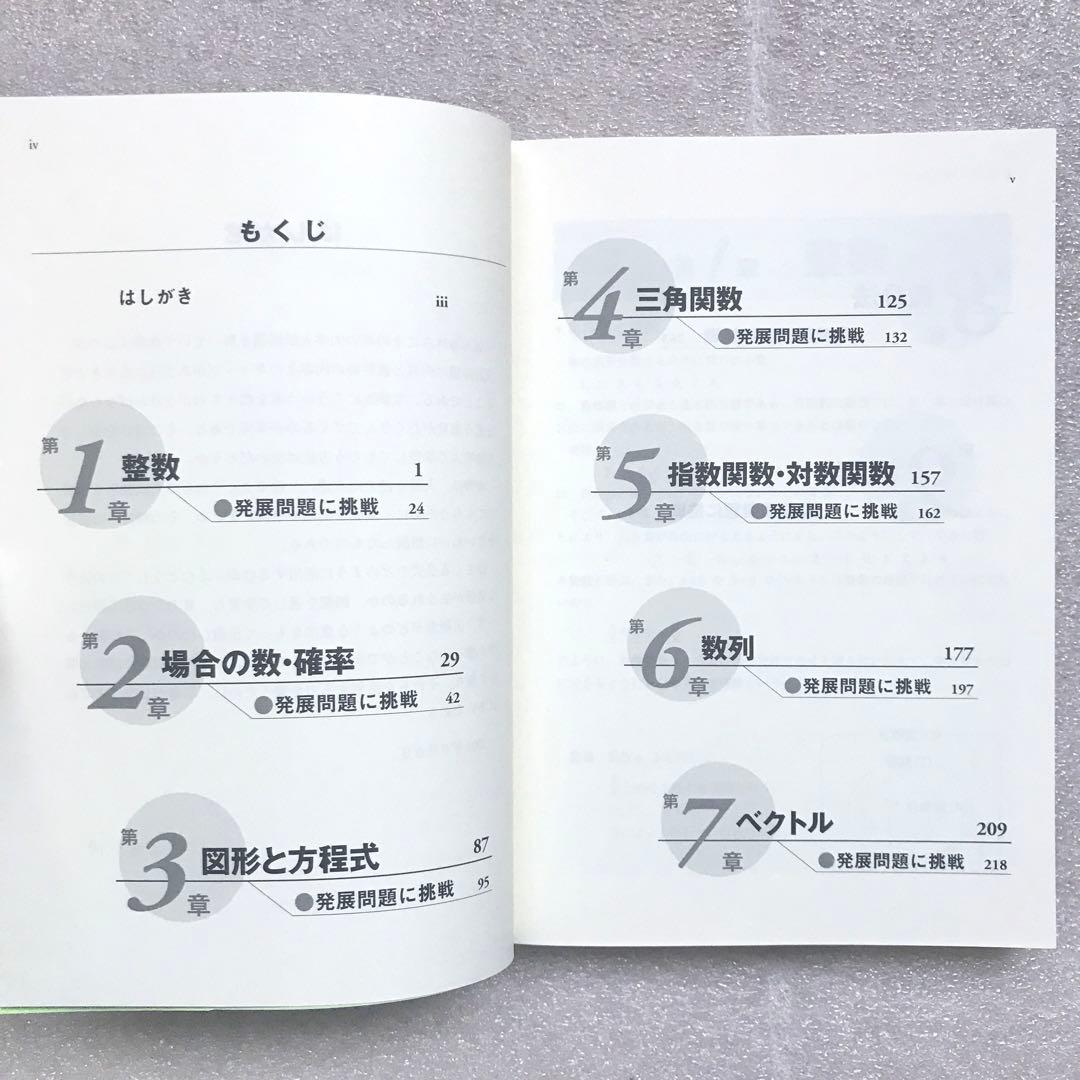 iv
もくじ
はしがき iii
第1章 整数 1
●発展問題に挑戦 24
第2章 場合の数・確率 29
●発展問題に挑戦 42
第3章 図形と方程式 87
●発展問題に挑戦 95
v
第4章 三角関数 125
●発展問題に挑戦 132
第5章 指数関数・対数関数 157
●発展問題に挑戦 162
第6章 数列 177
●発展問題に挑戦 197
第7章 ベクトル 209
●発展問題に挑戦 218